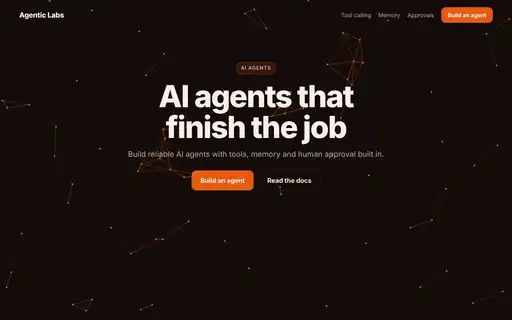 Agentic Labs
Tool calling
Memory
Approvals
Build an agent
AI AGENTS
AI agents that
finish the job
Build reliable AI agents with tools, memory and human approval built in.
Build an agent
Read the docs